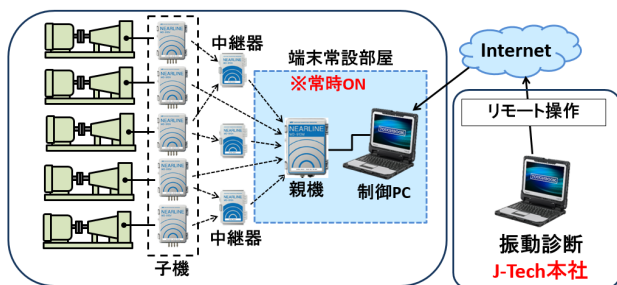 中継器
端末常設部屋
※常時ON
Internet
リモート操作
NEARLINE
親機
制御PC
中継器
子機
振動診断
J-Tech本社